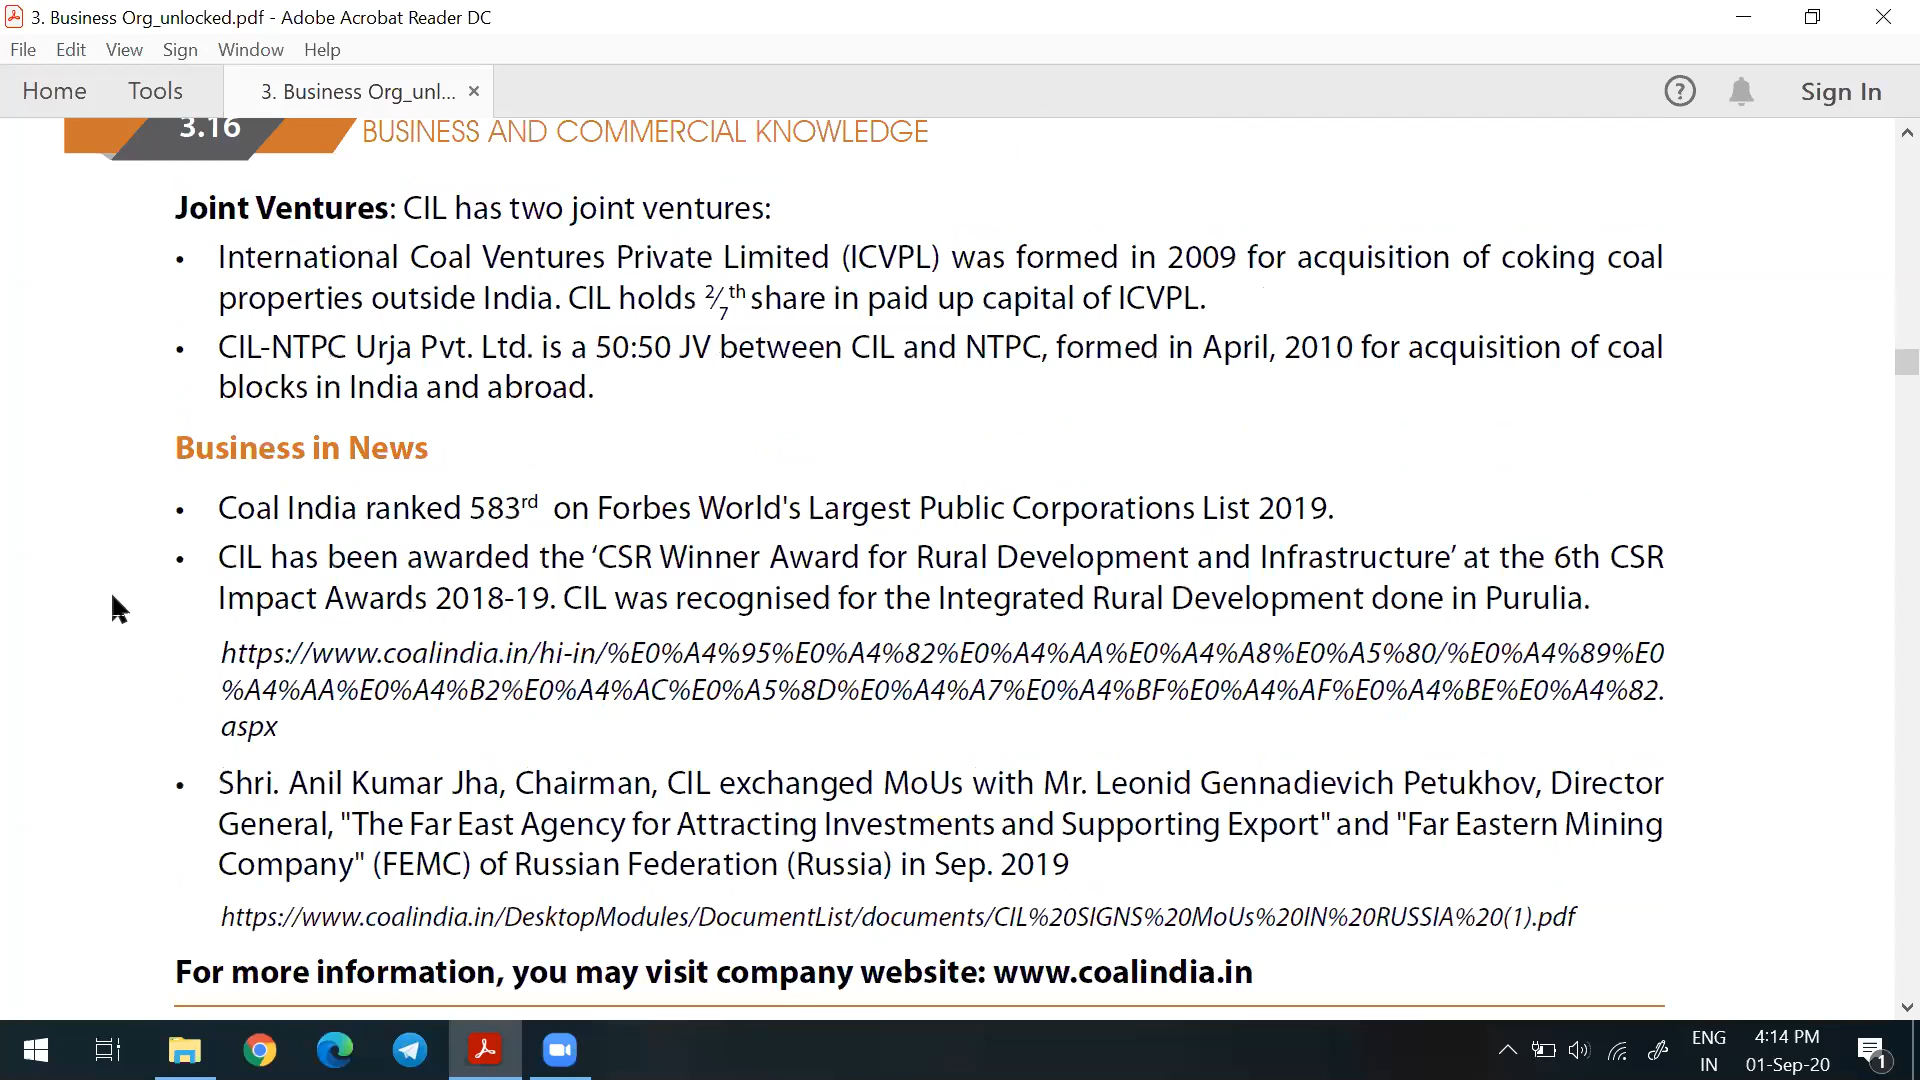 3. Business Org_unlocked.pdf - Adobe Acrobat Reader DC
File Edit View Sign Window Help
Home Tools 3. Business Org_unl... × ? Sign In
3.16 BUSINESS AND COMMERCIAL KNOWLEDGE
Joint Ventures: CIL has two joint ventures:
• International Coal Ventures Private Limited (ICVPL) was formed in 2009 for acquisition of coking coal
properties outside India. CIL holds 2/7th share in paid up capital of ICVPL.
• CIL-NTPC Urja Pvt. Ltd. is a 50:50 JV between CIL and NTPC, formed in April, 2010 for acquisition of coal
blocks in India and abroad.
Business in News
• Coal India ranked 583rd on Forbes World's Largest Public Corporations List 2019.
• CIL has been awarded the ‘CSR Winner Award for Rural Development and Infrastructure’ at the 6th CSR
Impact Awards 2018-19. CIL was recognised for the Integrated Rural Development done in Purulia.
https://www.coalindia.in/hi-in/%E0%A4%95%E0%A4%82%E0%A4%AA%E0%A4%A8%E0%A5%80/%E0%A4%89%E0
%A4%AA%E0%A4%B2%E0%A4%AC%E0%A5%8D%E0%A4%A7%E0%A4%BF%E0%A4%AF%E0%A4%BE%E0%A4%82.
aspx
• Shri. Anil Kumar Jha, Chairman, CIL exchanged MoUs with Mr. Leonid Gennadievich Petukhov, Director
General, "The Far East Agency for Attracting Investments and Supporting Export" and "Far Eastern Mining
Company" (FEMC) of Russian Federation (Russia) in Sep. 2019
https://www.coalindia.in/DesktopModules/DocumentList/documents/CIL%20SIGNS%20MoUs%20IN%20RUSSIA%20(1).pdf
For more information, you may visit company website: www.coalindia.in
ENG 4:14 PM
IN 01-Sep-20 1